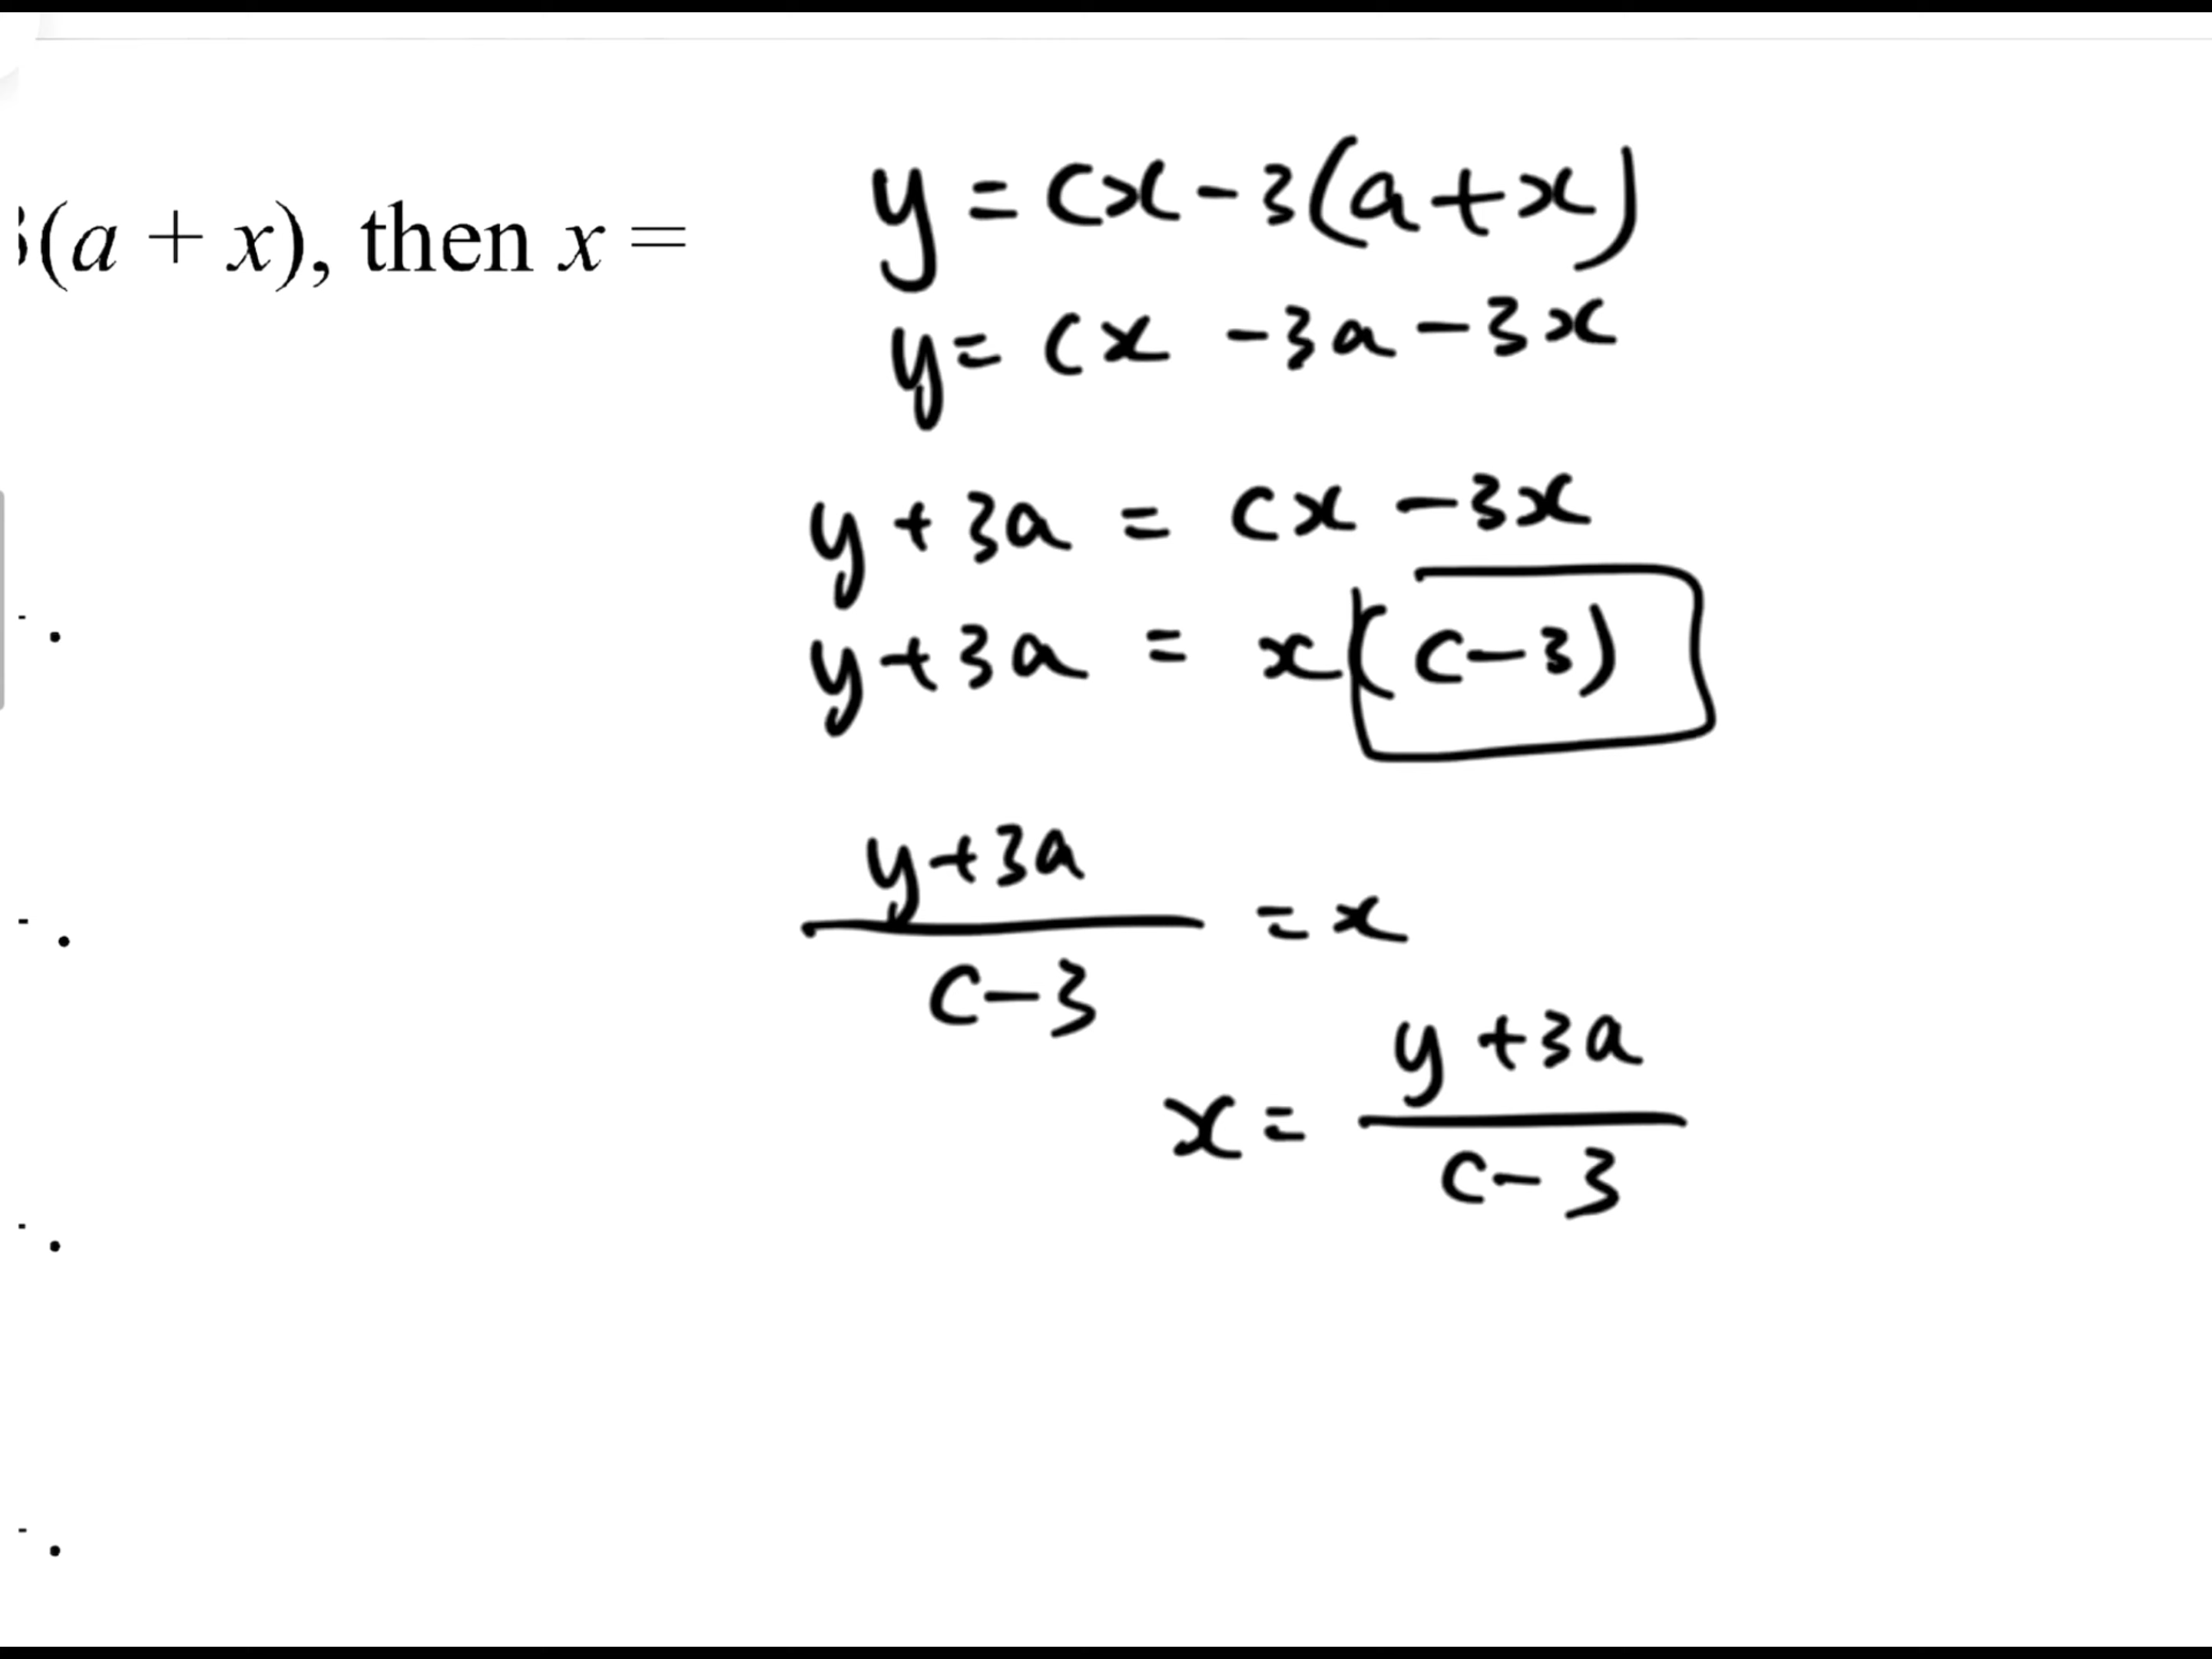 (a + x), then x =
y = cx - 3(a + x)
y = cx - 3a - 3x
y + 3a = cx - 3x
y + 3a = x(c - 3)
y + 3a
= x
c - 3
y + 3a
x =
c - 3